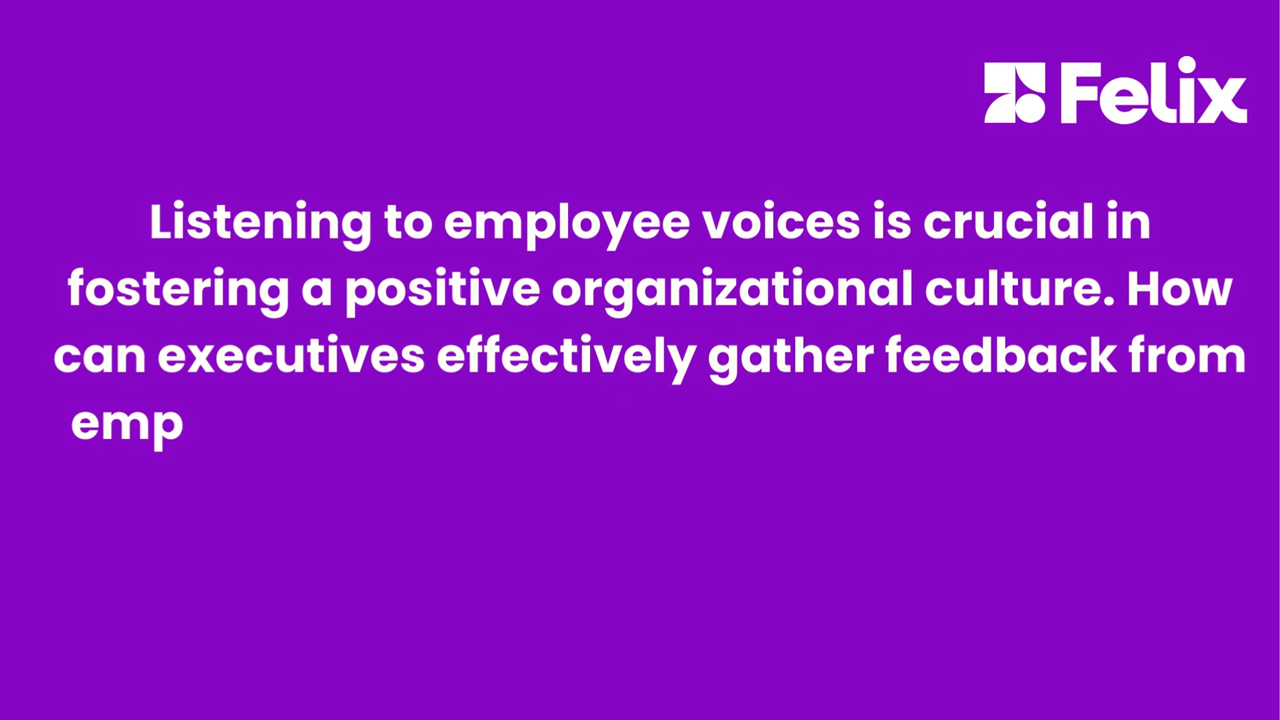 Felix
Listening to employee voices is crucial in
fostering a positive organizational culture. How
can executives effectively gather feedback from
emp